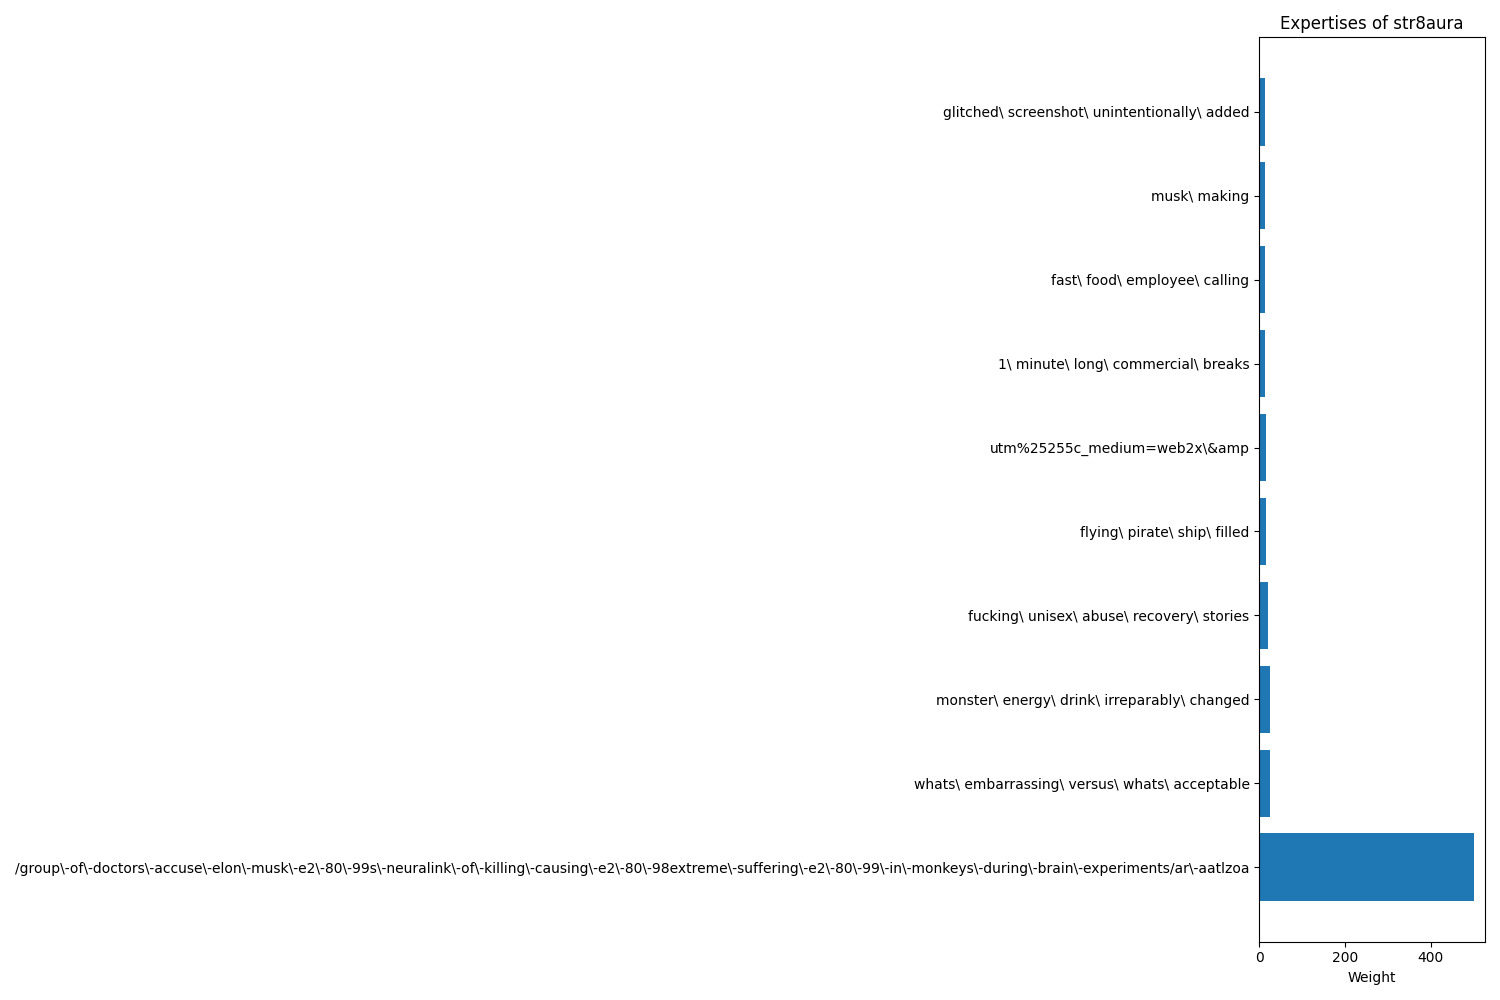 Expertises of str8aura
glitched\ screenshot\ unintentionally\ added
musk\ making
fast\ food\ employee\ calling
1\ minute\ long\ commercial\ breaks
utm%25255c_medium=web2x\&amp
flying\ pirate\ ship\ filled
fucking\ unisex\ abuse\ recovery\ stories
monster\ energy\ drink\ irreparably\ changed
whats\ embarrassing\ versus\ whats\ acceptable
/group\-of\-doctors\-accuse\-elon\-musk\-e2\-80\-99s\-neuralink\-of\-killing\-causing\-e2\-80\-98extreme\-suffering\-e2\-80\-99\-in\-monkeys\-during\-brain\-experiments/ar\-aatlzoa
0 200 400
Weight